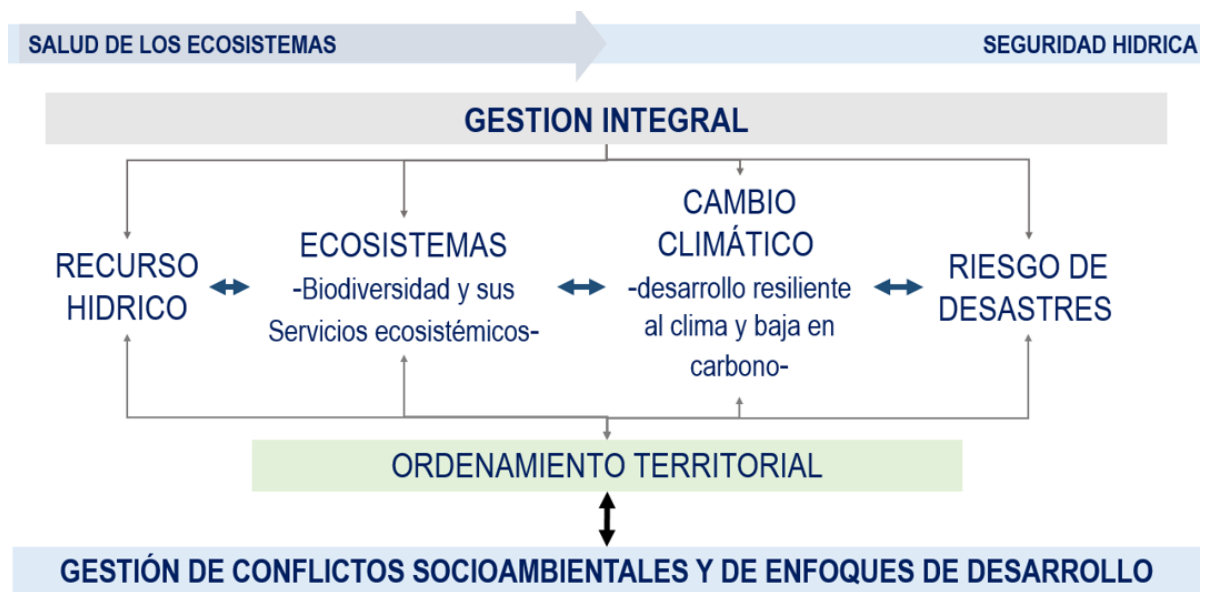 SALUD DE LOS ECOSISTEMAS
SEGURIDAD HIDRICA
GESTION INTEGRAL
RECURSO
HIDRICO
ECOSISTEMAS
-Biodiversidad y sus
Servicios ecosistémicos-
CAMBIO
CLIMÁTICO
-desarrollo resiliente
al clima y baja en
carbono-
RIESGO DE
DESASTRES
ORDENAMIENTO TERRITORIAL
GESTIÓN DE CONFLICTOS SOCIOAMBIENTALES Y DE ENFOQUES DE DESARROLLO